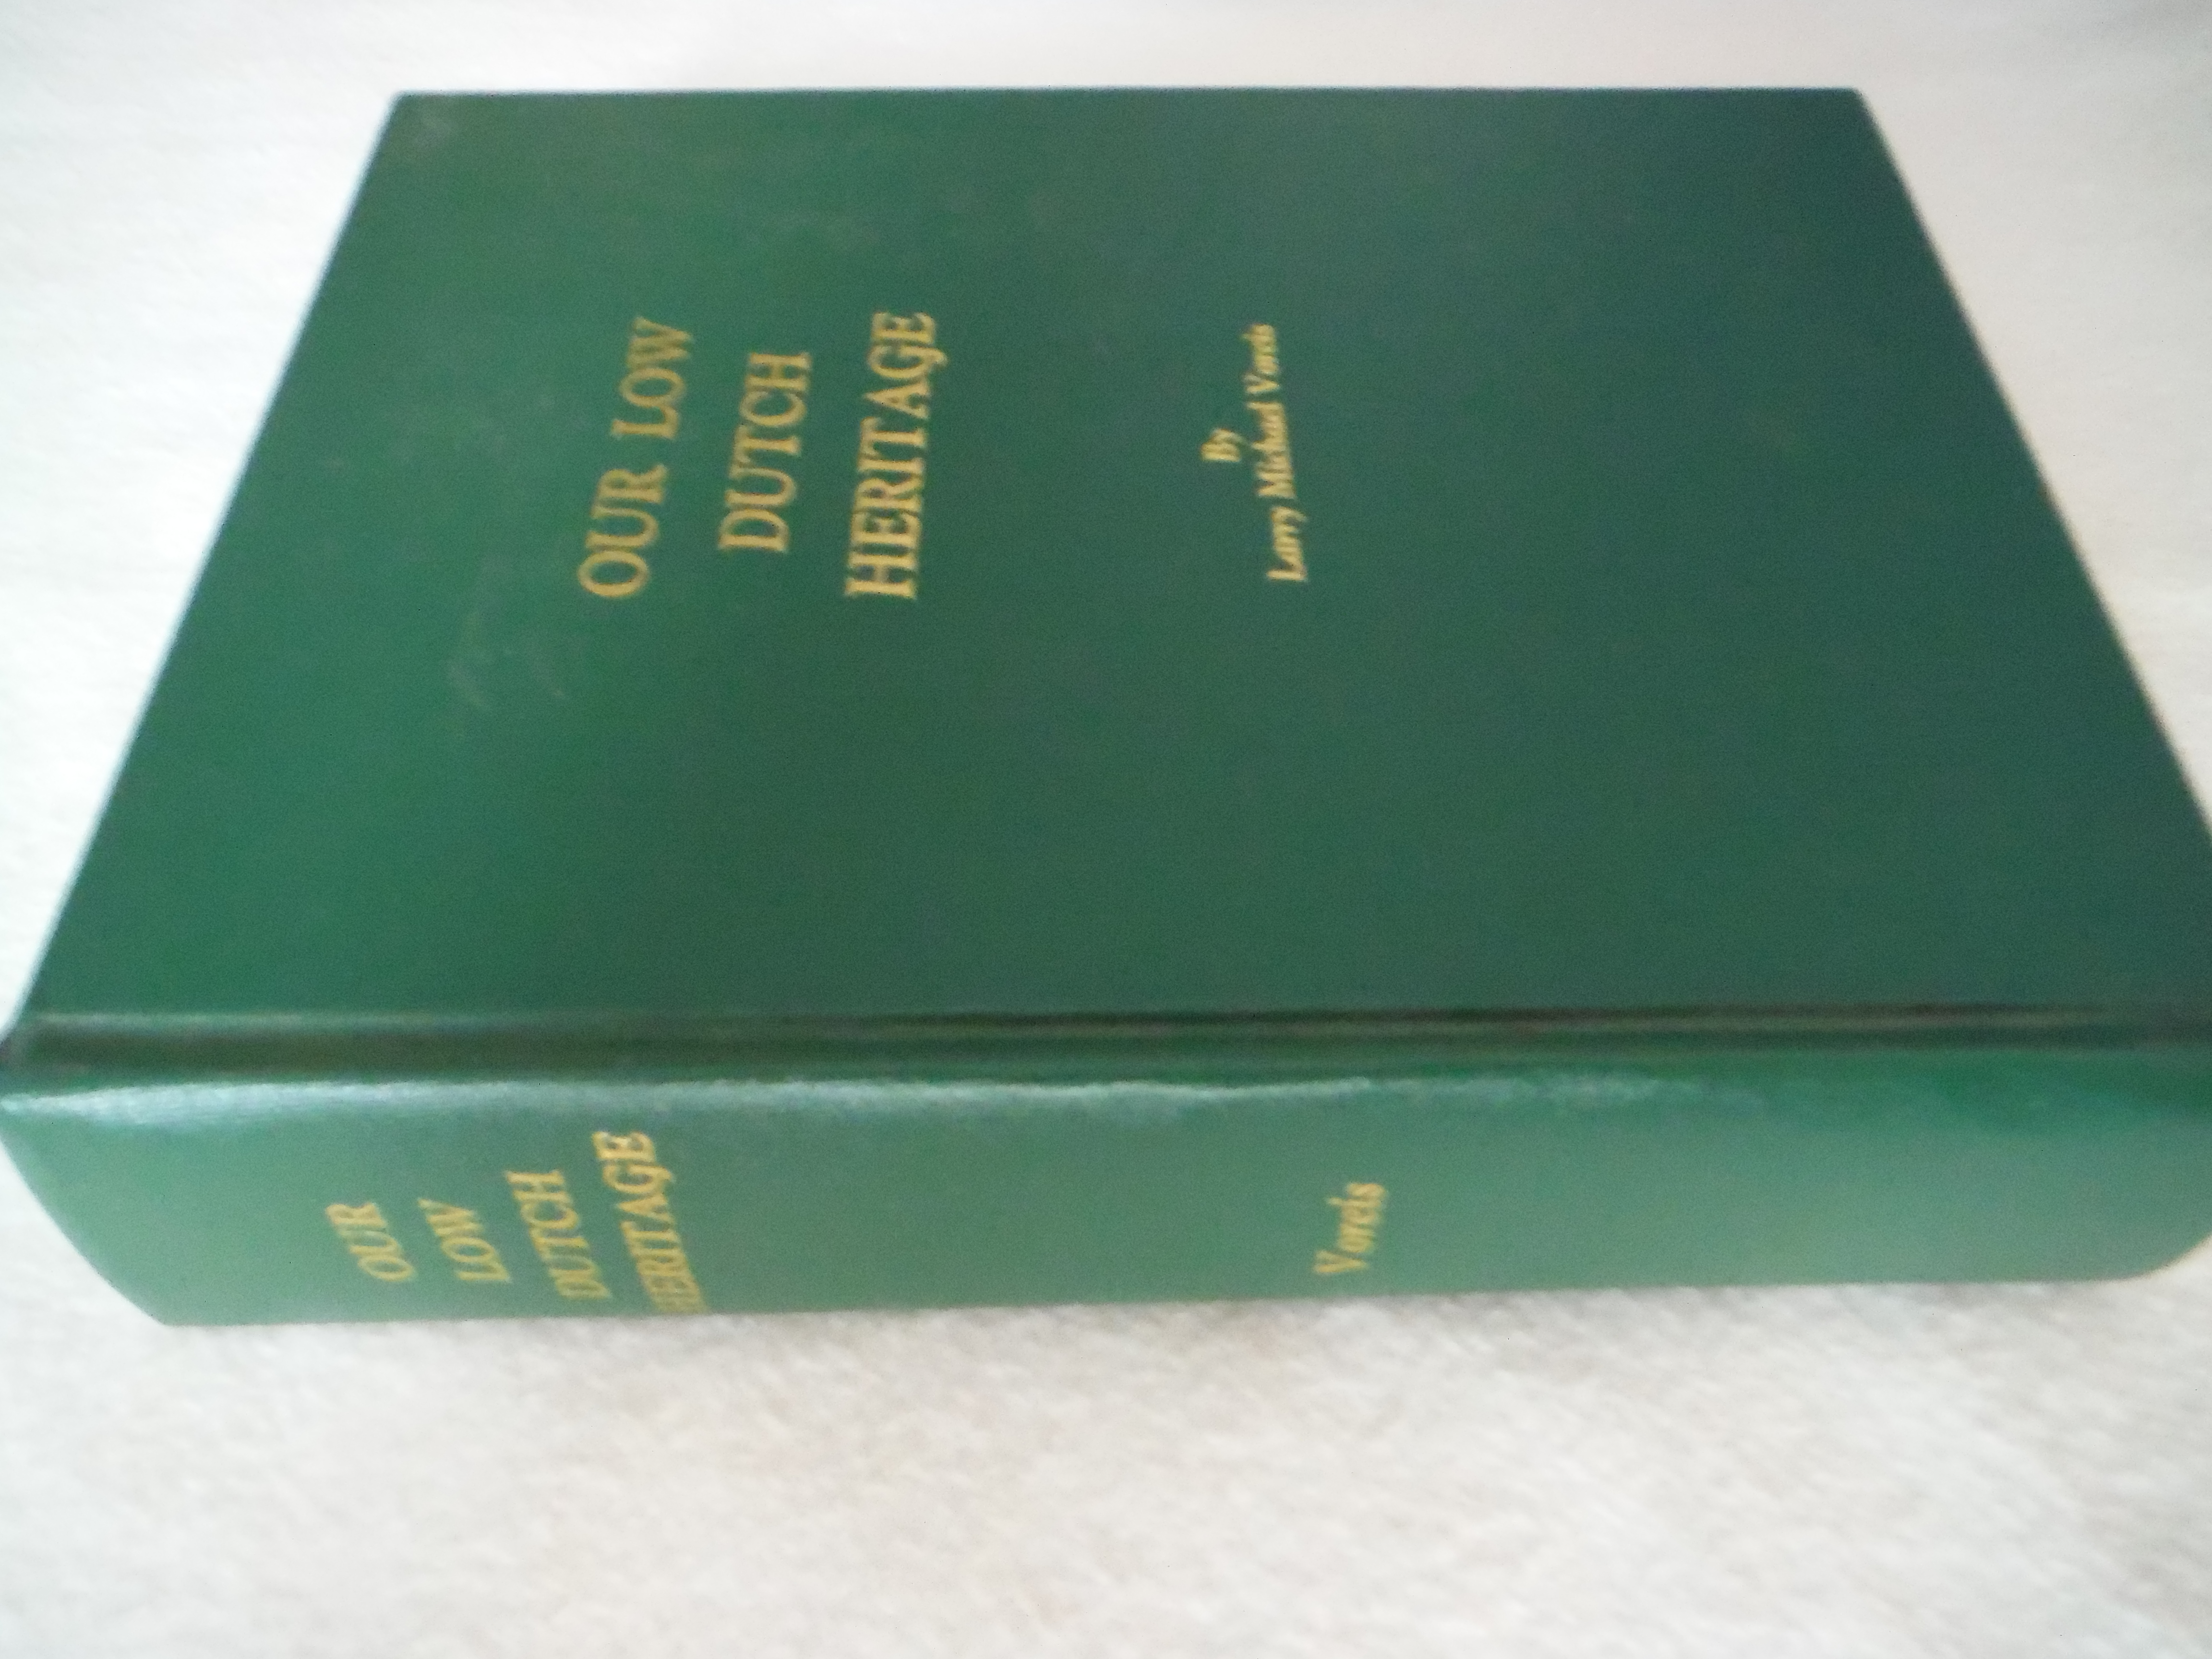 OUR LOW
DUTCH
HERITAGE
By
Larry Michael Voreis
OUR
LOW
DUTCH
HERITAGE
Voreis